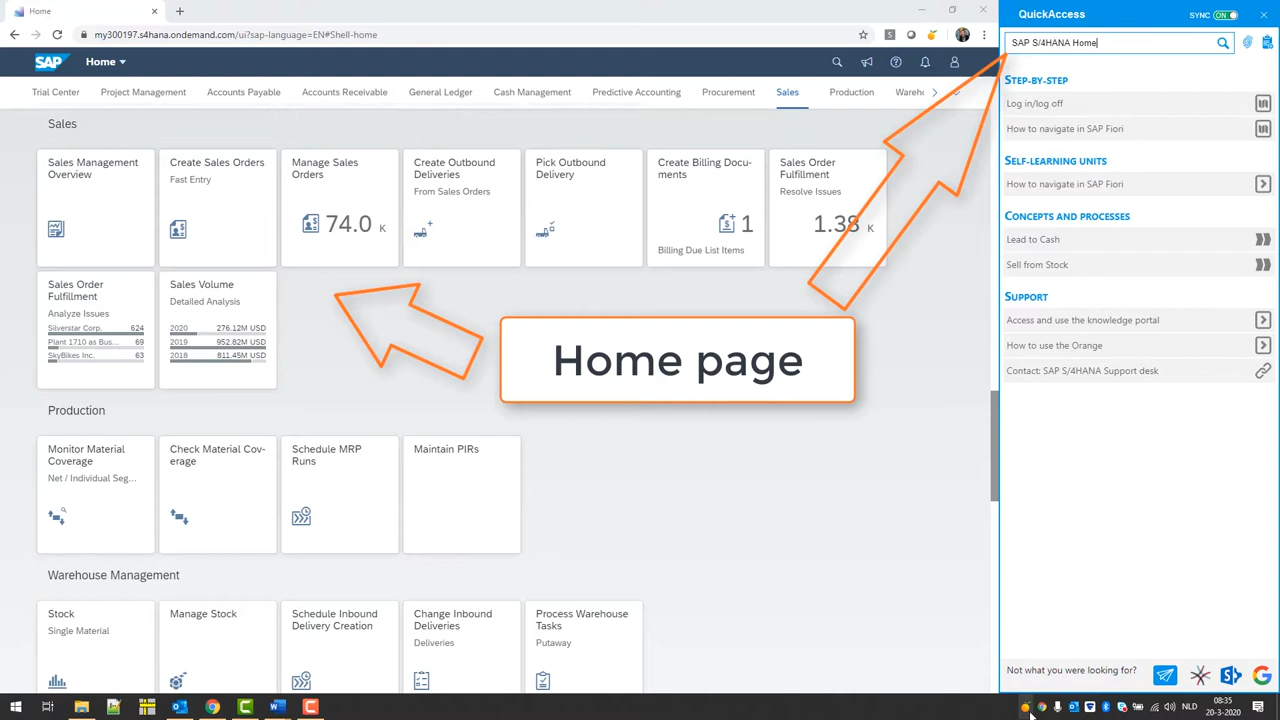 Home
QuickAccess
SYNC ON
my300197.s4hana.ondemand.com/ui?sap-language=EN#Shell-home
SAP S/4HANA Home
SAP
Home
Trial Center
Project Management
Accounts Payable
Accounts Receivable
General Ledger
Cash Management
Predictive Accounting
Procurement
Sales
Production
Sales
Sales Management
Overview
Create Sales Orders
Fast Entry
Manage Sales
Orders
74.0 K
Create Outbound
Deliveries
From Sales Orders
Pick Outbound
Delivery
Create Billing Docu-
ments
1
Billing Due List Items
Sales Order
Fulfillment
Resolve Issues
1.38 K
Sales Order
Fulfillment
Analyze Issues
Silverstar Corp. 624
Plant 1710 as Bus... 69
SkyBikes Inc. 63
Sales Volume
Detailed Analysis
2020 276.12M USD
2019 952.82M USD
2018 811.45M USD
Home page
Production
Monitor Material
Coverage
Net / Individual Seg...
Check Material Cov-
erage
Schedule MRP
Runs
Maintain PIRs
Warehouse Management
Stock
Single Material
Manage Stock
Schedule Inbound
Delivery Creation
Change Inbound
Deliveries
Deliveries
Process Warehouse
Tasks
Putaway
STEP-BY-STEP
Log in/log off
How to navigate in SAP Fiori
SELF-LEARNING UNITS
How to navigate in SAP Fiori
CONCEPTS AND PROCESSES
Lead to Cash
Sell from Stock
SUPPORT
Access and use the knowledge portal
How to use the Orange
Contact: SAP S/4HANA Support desk
Not what you were looking for?
NLD
08:35
20-3-2020